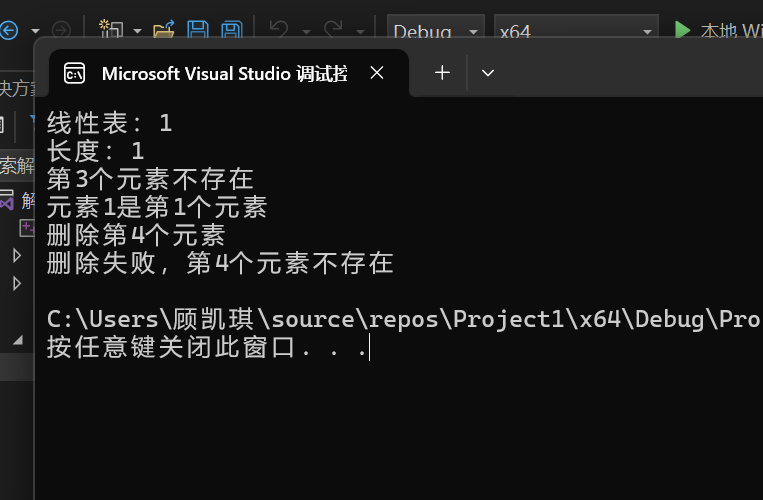 Debug
x64
本地 Wi
Microsoft Visual Studio 调试控
决方案
索解
解
线性表: 1
长度: 1
第3个元素不存在
元素1是第1个元素
删除第4个元素
删除失败, 第4个元素不存在
C:\Users\顾凯琪\source\repos\Project1\x64\Debug\Pro
按任意键关闭此窗口. . .